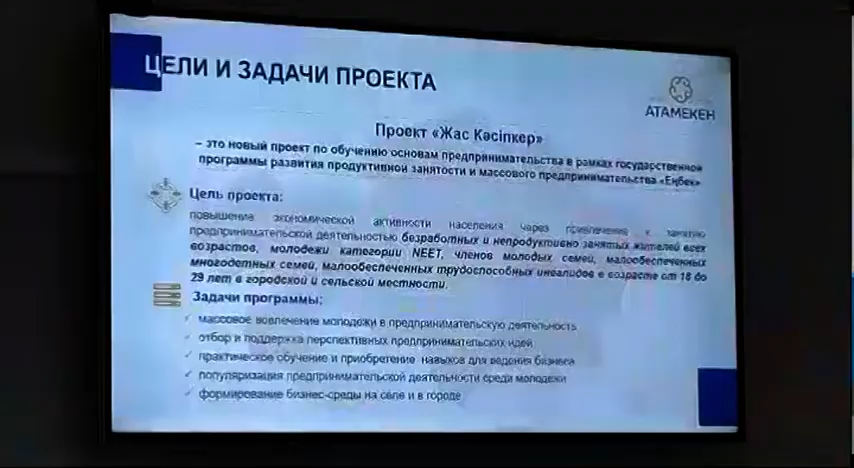 ЦЕЛИ И ЗАДАЧИ ПРОЕКТА
АТАМЕКЕН
Проект «Жас Кәсіпкер»
– это новый проект по обучению основам предпринимательства в рамках государственной
программы развития продуктивной занятости и массового предпринимательства «Еңбек»
Цель проекта:
повышение экономической активности населения через привлечение к занятию
предпринимательской деятельностью безработных и непродуктивно занятых жителей всех
возрастов, молодежи категории NEET, членов молодых семей, малообеспеченных
многодетных семей, малообеспеченных трудоспособных инвалидов в возрасте от 18 до
29 лет в городской и сельской местности.
Задачи программы:
✓ массовое вовлечение молодежи в предпринимательскую деятельность
✓ отбор и поддержка перспективных предпринимательских идей
✓ практическое обучение и приобретение навыков для ведения бизнеса
✓ популяризация предпринимательской деятельности среди молодежи
✓ формирование бизнес-среды на селе и в городе